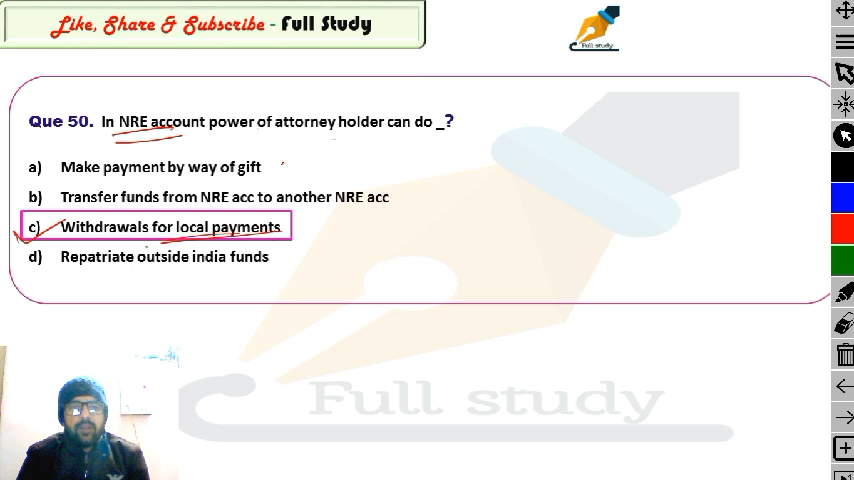 Like, Share & Subscribe - Full Study
Full study
Que 50. In NRE account power of attorney holder can do _?
a) Make payment by way of gift
b) Transfer funds from NRE acc to another NRE acc
c) Withdrawals for local payments
d) Repatriate outside india funds
Full study